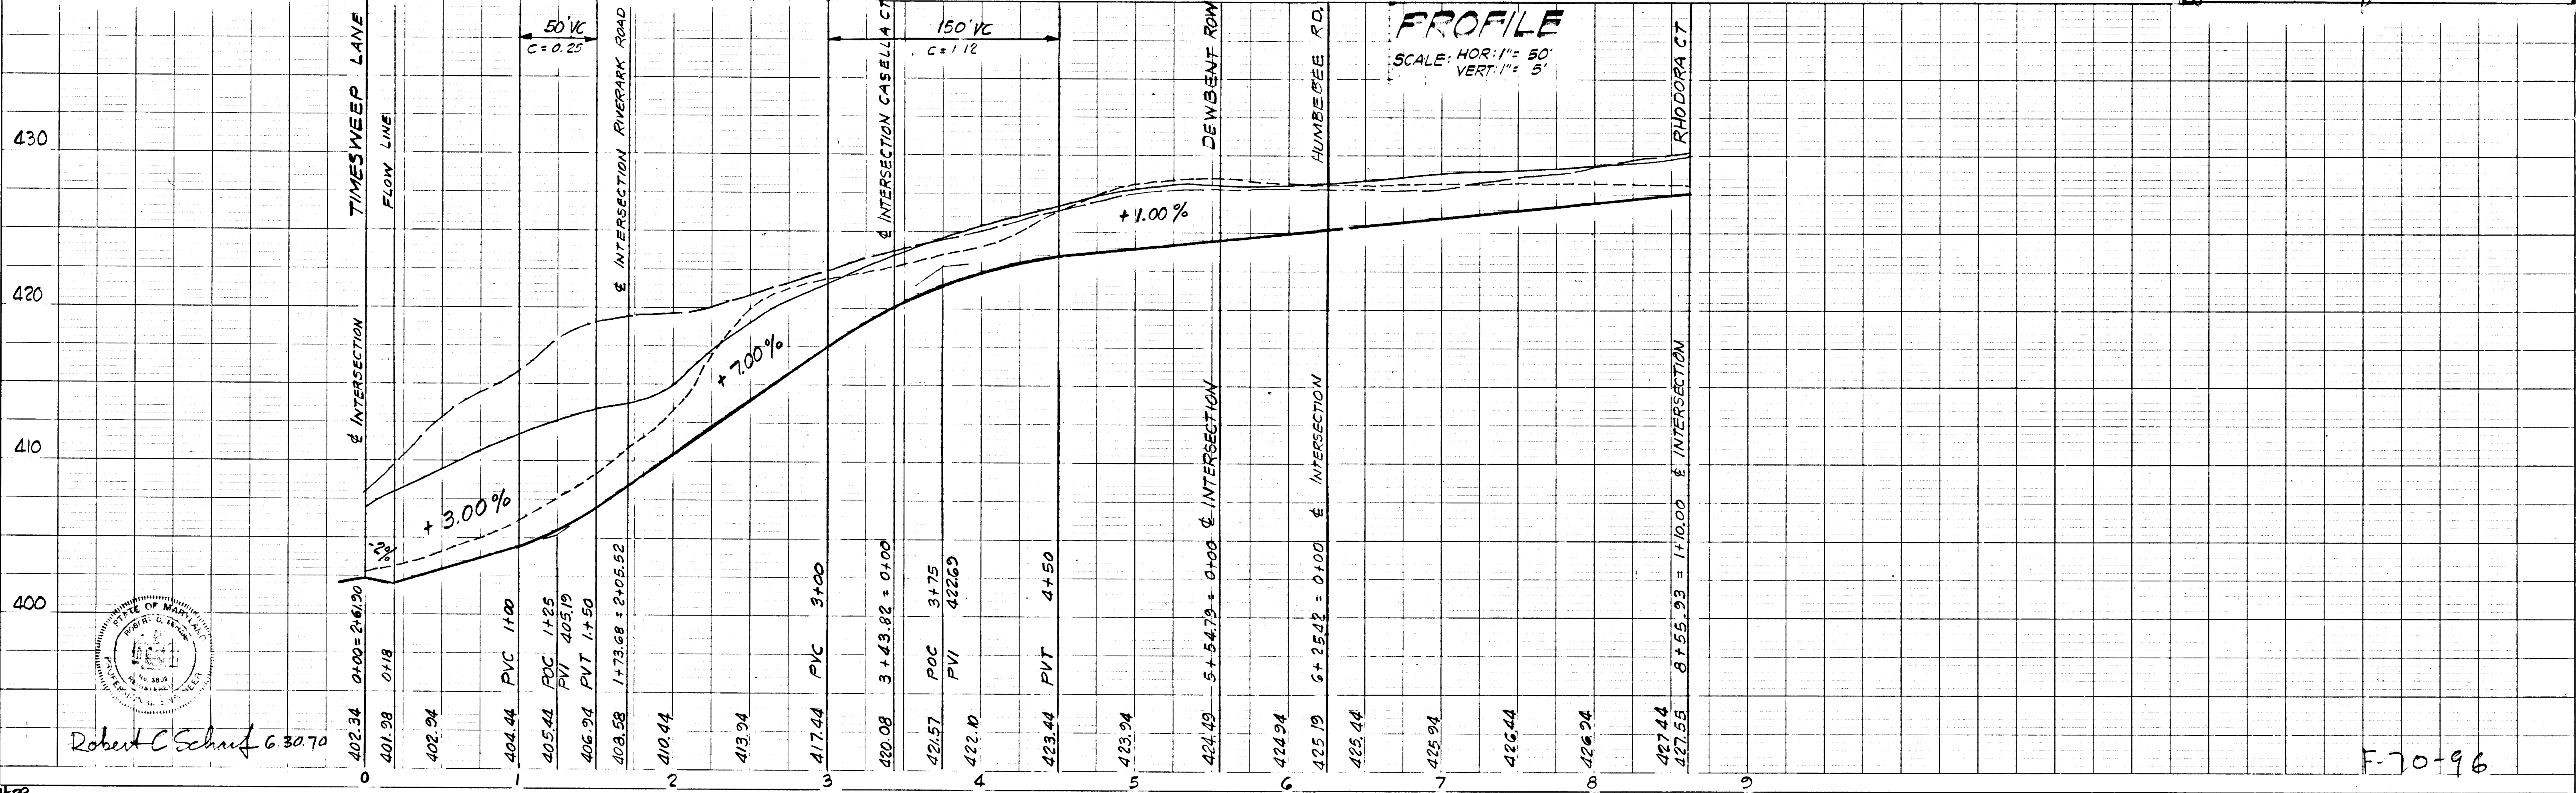 PROFILE
SCALE: HOR: 1" = 50'
VERT: 1" = 5'
50' VC
C = 0.25
150' VC
C = 1.12
TIMESWEEP LANE
℄ INTERSECTION
FLOW LINE
℄ INTERSECTION RIVERARK ROAD
℄ INTERSECTION CASELLA CT
DEWBENT ROW
℄ INTERSECTION
HUMBEBEE RD.
℄ INTERSECTION
RHODORA CT
℄ INTERSECTION
430
420
410
400
-2%
+ 3.00%
+ 7.00%
+ 1.00%
402.34 0+00 = 2+61.90
401.98 0+18
402.94
404.44 PVC 1+00
405.44 POC 1+25
PVI 405.19
406.94 PVT 1+50
408.58 1+73.68 = 2+05.52
410.44
413.94
417.44 PVC 3+00
420.08 3+43.82 = 0+00
421.57 POC 3+75
PVI 422.69
422.10
423.44 PVT 4+50
423.94
424.49 5+54.79 = 0+00
424.94
425.19 6+25.42 = 0+00
425.44
425.94
426.44
426.94
427.44
427.55 8+55.93 = 1+10.00
0 1 2 3 4 5 6 7 8 9
STATE OF MARYLAND
PROFESSIONAL ENGINEER
Robert C Scharf 6.30.70
F-70-96